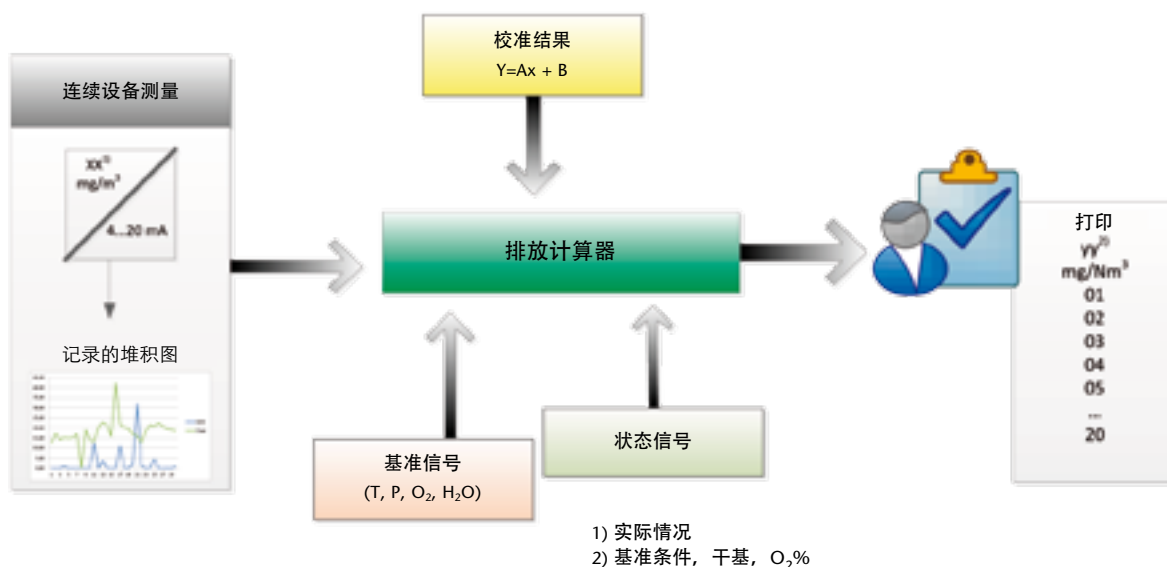 校准结果
Y=Ax + B
连续设备测量
XX¹⁾
mg/m³
4...20 mA
记录的堆积图
排放计算器
打印
yy²⁾
mg/Nm³
01
02
03
04
05
...
20
基准信号
(T, P, O₂, H₂O)
状态信号
1) 实际情况
2) 基准条件，干基，O₂%